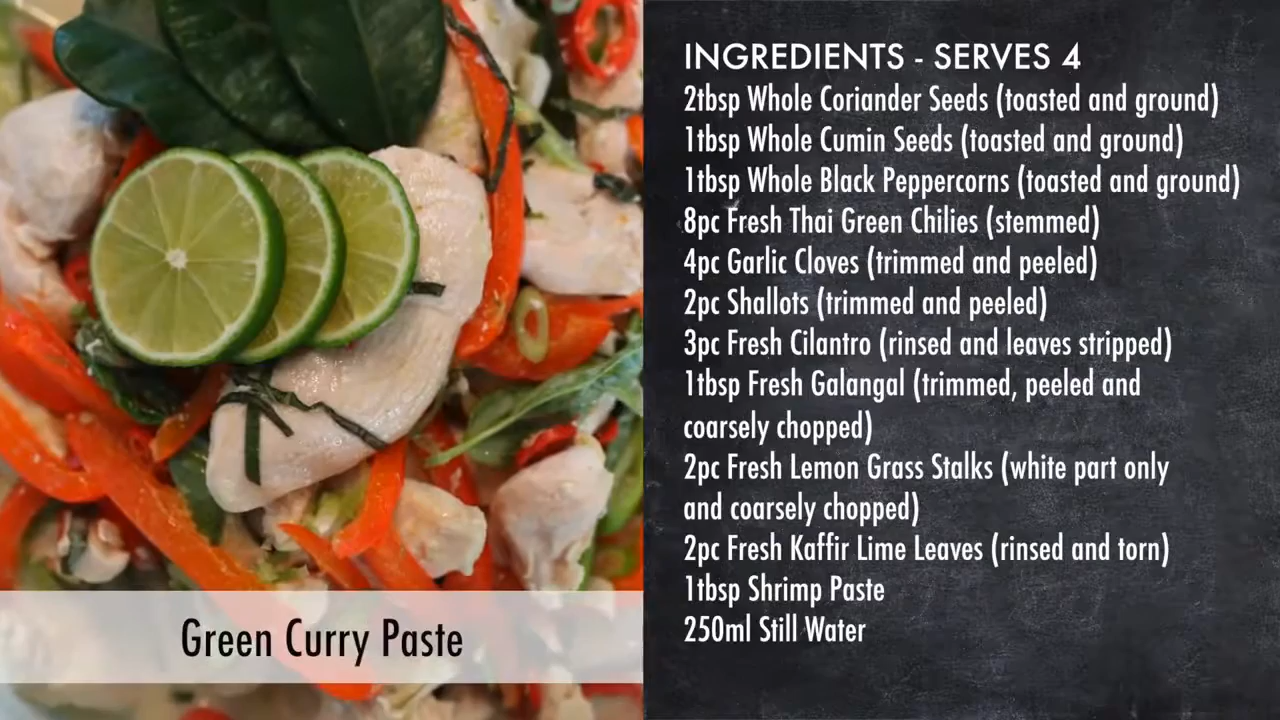 Green Curry Paste
INGREDIENTS - SERVES 4
2tbsp Whole Coriander Seeds (toasted and ground)
1tbsp Whole Cumin Seeds (toasted and ground)
1tbsp Whole Black Peppercorns (toasted and ground)
8pc Fresh Thai Green Chilies (stemmed)
4pc Garlic Cloves (trimmed and peeled)
2pc Shallots (trimmed and peeled)
3pc Fresh Cilantro (rinsed and leaves stripped)
1tbsp Fresh Galangal (trimmed, peeled and
coarsely chopped)
2pc Fresh Lemon Grass Stalks (white part only
and coarsely chopped)
2pc Fresh Kaffir Lime Leaves (rinsed and torn)
1tbsp Shrimp Paste
250ml Still Water